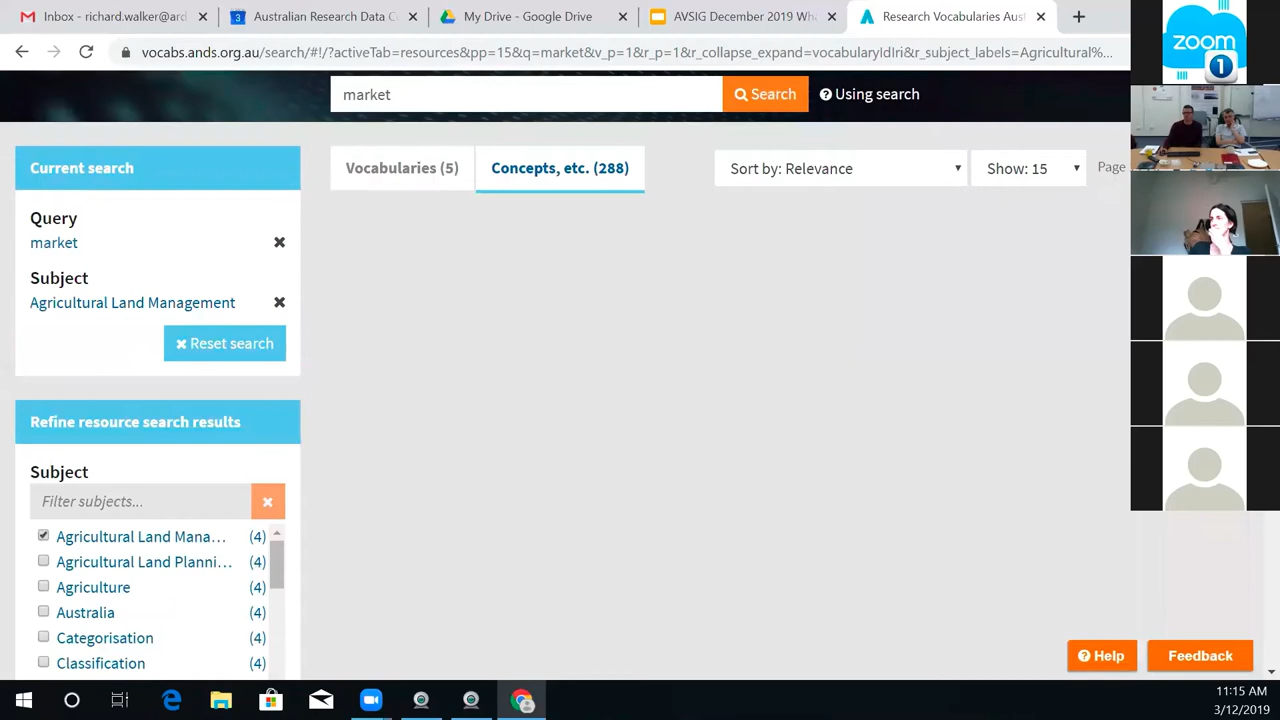 Inbox - richard.walker@ard
Australian Research Data C
My Drive - Google Drive
AVSIG December 2019 Wha
Research Vocabularies Aus
vocabs.ands.org.au/search/#!/?activeTab=resources&pp=15&q=market&v_p=1&r_p=1&r_collapse_expand=vocabularyIdIri&r_subject_labels=Agricultural%...
zoom
1
market
Search
Using search
Current search
Vocabularies (5)
Concepts, etc. (288)
Sort by: Relevance
Show: 15
Page
Query
market
Subject
Agricultural Land Management
Reset search
Refine resource search results
Subject
Filter subjects...
Agricultural Land Mana... (4)
Agricultural Land Planni... (4)
Agriculture (4)
Australia (4)
Categorisation (4)
Classification (4)
Help
Feedback
11:15 AM
3/12/2019